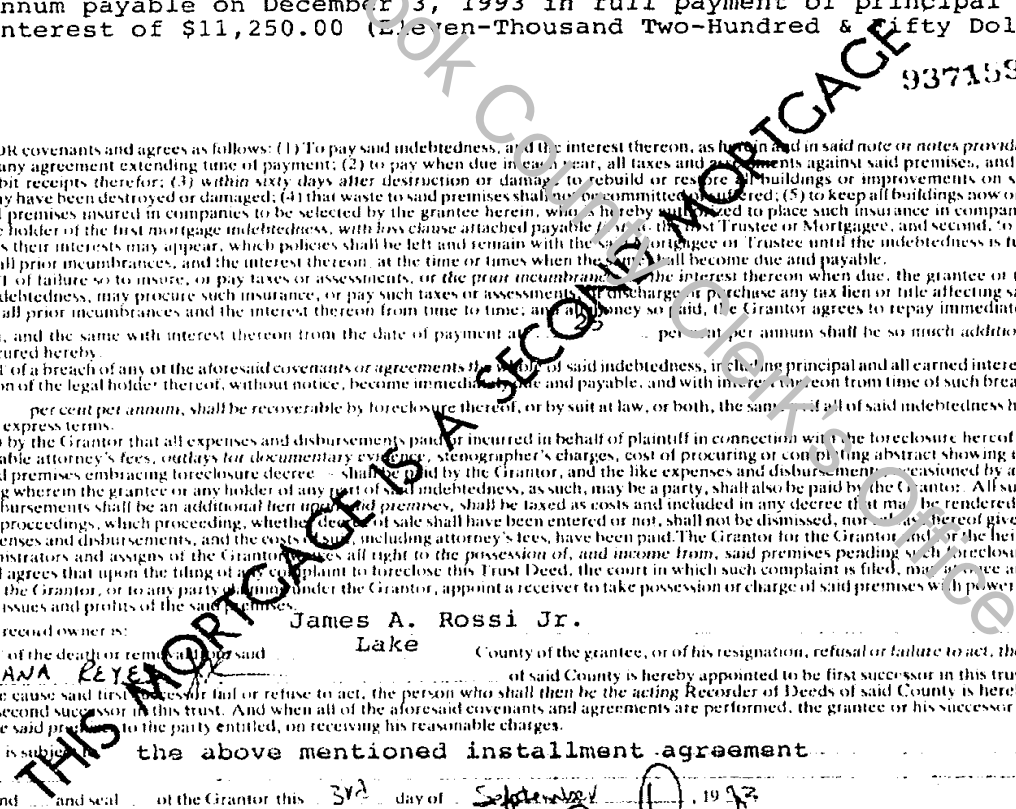 nnum payable on December 3, 1993 in full payment of principal
nterest of $11,250.00 (Eleven-Thousand Two-Hundred & Fifty Dol
937159
OR covenants and agrees as follows: (1) To pay said indebtedness, and the interest thereon, as herein and in said note or notes provid
any agreement extending time of payment; (2) to pay when due in each year, all taxes and assessments against said premises, and
bit receipts therefor; (3) within sixty days after destruction or damage to rebuild or restore all buildings or improvements on s
y have been destroyed or damaged; (4) that waste to said premises shall not be committed or suffered; (5) to keep all buildings now o
d premises insured in companies to be selected by the grantee herein, who is hereby authorized to place such insurance in compan
e holder of the first mortgage indebtedness, with loss clause attached payable first, to the first Trustee or Mortgagee, and second, to
s their interests may appear, which policies shall be left and remain with the said Mortgagee or Trustee until the indebtedness is fu
all prior incumbrances, and the interest thereon, at the time or times when the same shall become due and payable.
T of failure so to insure, or pay taxes or assessments, or the prior incumbrances or the interest thereon when due, the grantee or t
debtedness, may procure such insurance, or pay such taxes or assessments, or discharge or purchase any tax lien or title affecting sa
all prior incumbrances and the interest thereon from time to time; and all money so paid, the Grantor agrees to repay immediate
, and the same with interest thereon from the date of payment at 25 per cent per annum shall be so much additio
cured hereby.
T of a breach of any of the aforesaid covenants or agreements the whole of said indebtedness, including principal and all earned intere
on of the legal holder thereof, without notice, become immediately due and payable, and with interest thereon from time of such brea
per cent per annum, shall be recoverable by foreclosure thereof, or by suit at law, or both, the same as if all of said indebtedness h
express terms.
by the Grantor that all expenses and disbursements paid or incurred in behalf of plaintiff in connection with the foreclosure hereof
able attorney's fees, outlays for documentary evidence, stenographer's charges, cost of procuring or completing abstract showing t
d premises embracing foreclosure decree - shall be paid by the Grantor, and the like expenses and disbursements, occasioned by a
g wherein the grantee or any holder of any part of said indebtedness, as such, may be a party, shall also be paid by the Grantor. All su
bursements shall be an additional lien upon said premises, shall be taxed as costs and included in any decree that may be rendered
proceedings, which proceeding, whether decree of sale shall have been entered or not, shall not be dismissed, nor release hereof give
enses and disbursements, and the costs of suit, including attorney's fees, have been paid. The Grantor for the Grantor and for the hei
nistrators and assigns of the Grantor waives all right to the possession of, and income from, said premises pending such foreclosu
d agrees that upon the filing of any complaint to foreclose this Trust Deed, the court in which such complaint is filed, may at once a
the Grantor, or to any party claiming under the Grantor, appoint a receiver to take possession or charge of said premises with power
issues and profits of the said premises.
record owner is: James A. Rossi Jr.
of the death or removal from said Lake County of the grantee, or of his resignation, refusal or failure to act, the
ANA REYES of said County is hereby appointed to be first successor in this trus
e cause said first successor fail or refuse to act, the person who shall then be the acting Recorder of Deeds of said County is here
second successor in this trust. And when all of the aforesaid covenants and agreements are performed, the grantee or his successor
e said premises to the party entitled, on receiving his reasonable charges.
is subject to the above mentioned installment agreement
nd and seal of the Grantor this 3rd day of September, 1993
THIS MORTGAGE IS A SECOND MORTGAGE
ook County Clerk's Office